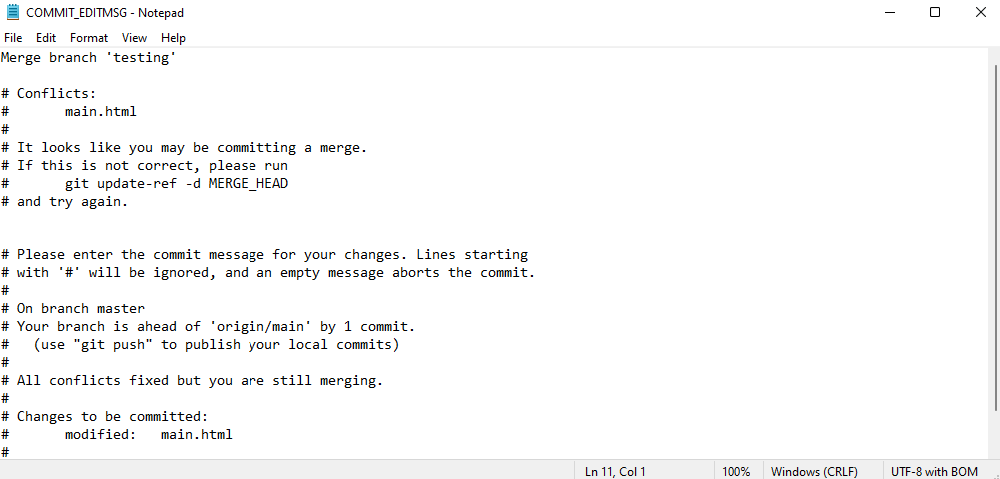 COMMIT_EDITMSG - Notepad
File Edit Format View Help
Merge branch 'testing'
# Conflicts:
#       main.html
#
# It looks like you may be committing a merge.
# If this is not correct, please run
#       git update-ref -d MERGE_HEAD
# and try again.
# Please enter the commit message for your changes. Lines starting
# with '#' will be ignored, and an empty message aborts the commit.
#
# On branch master
# Your branch is ahead of 'origin/main' by 1 commit.
#   (use "git push" to publish your local commits)
#
# All conflicts fixed but you are still merging.
#
# Changes to be committed:
#       modified:   main.html
#
Ln 11, Col 1 100% Windows (CRLF) UTF-8 with BOM